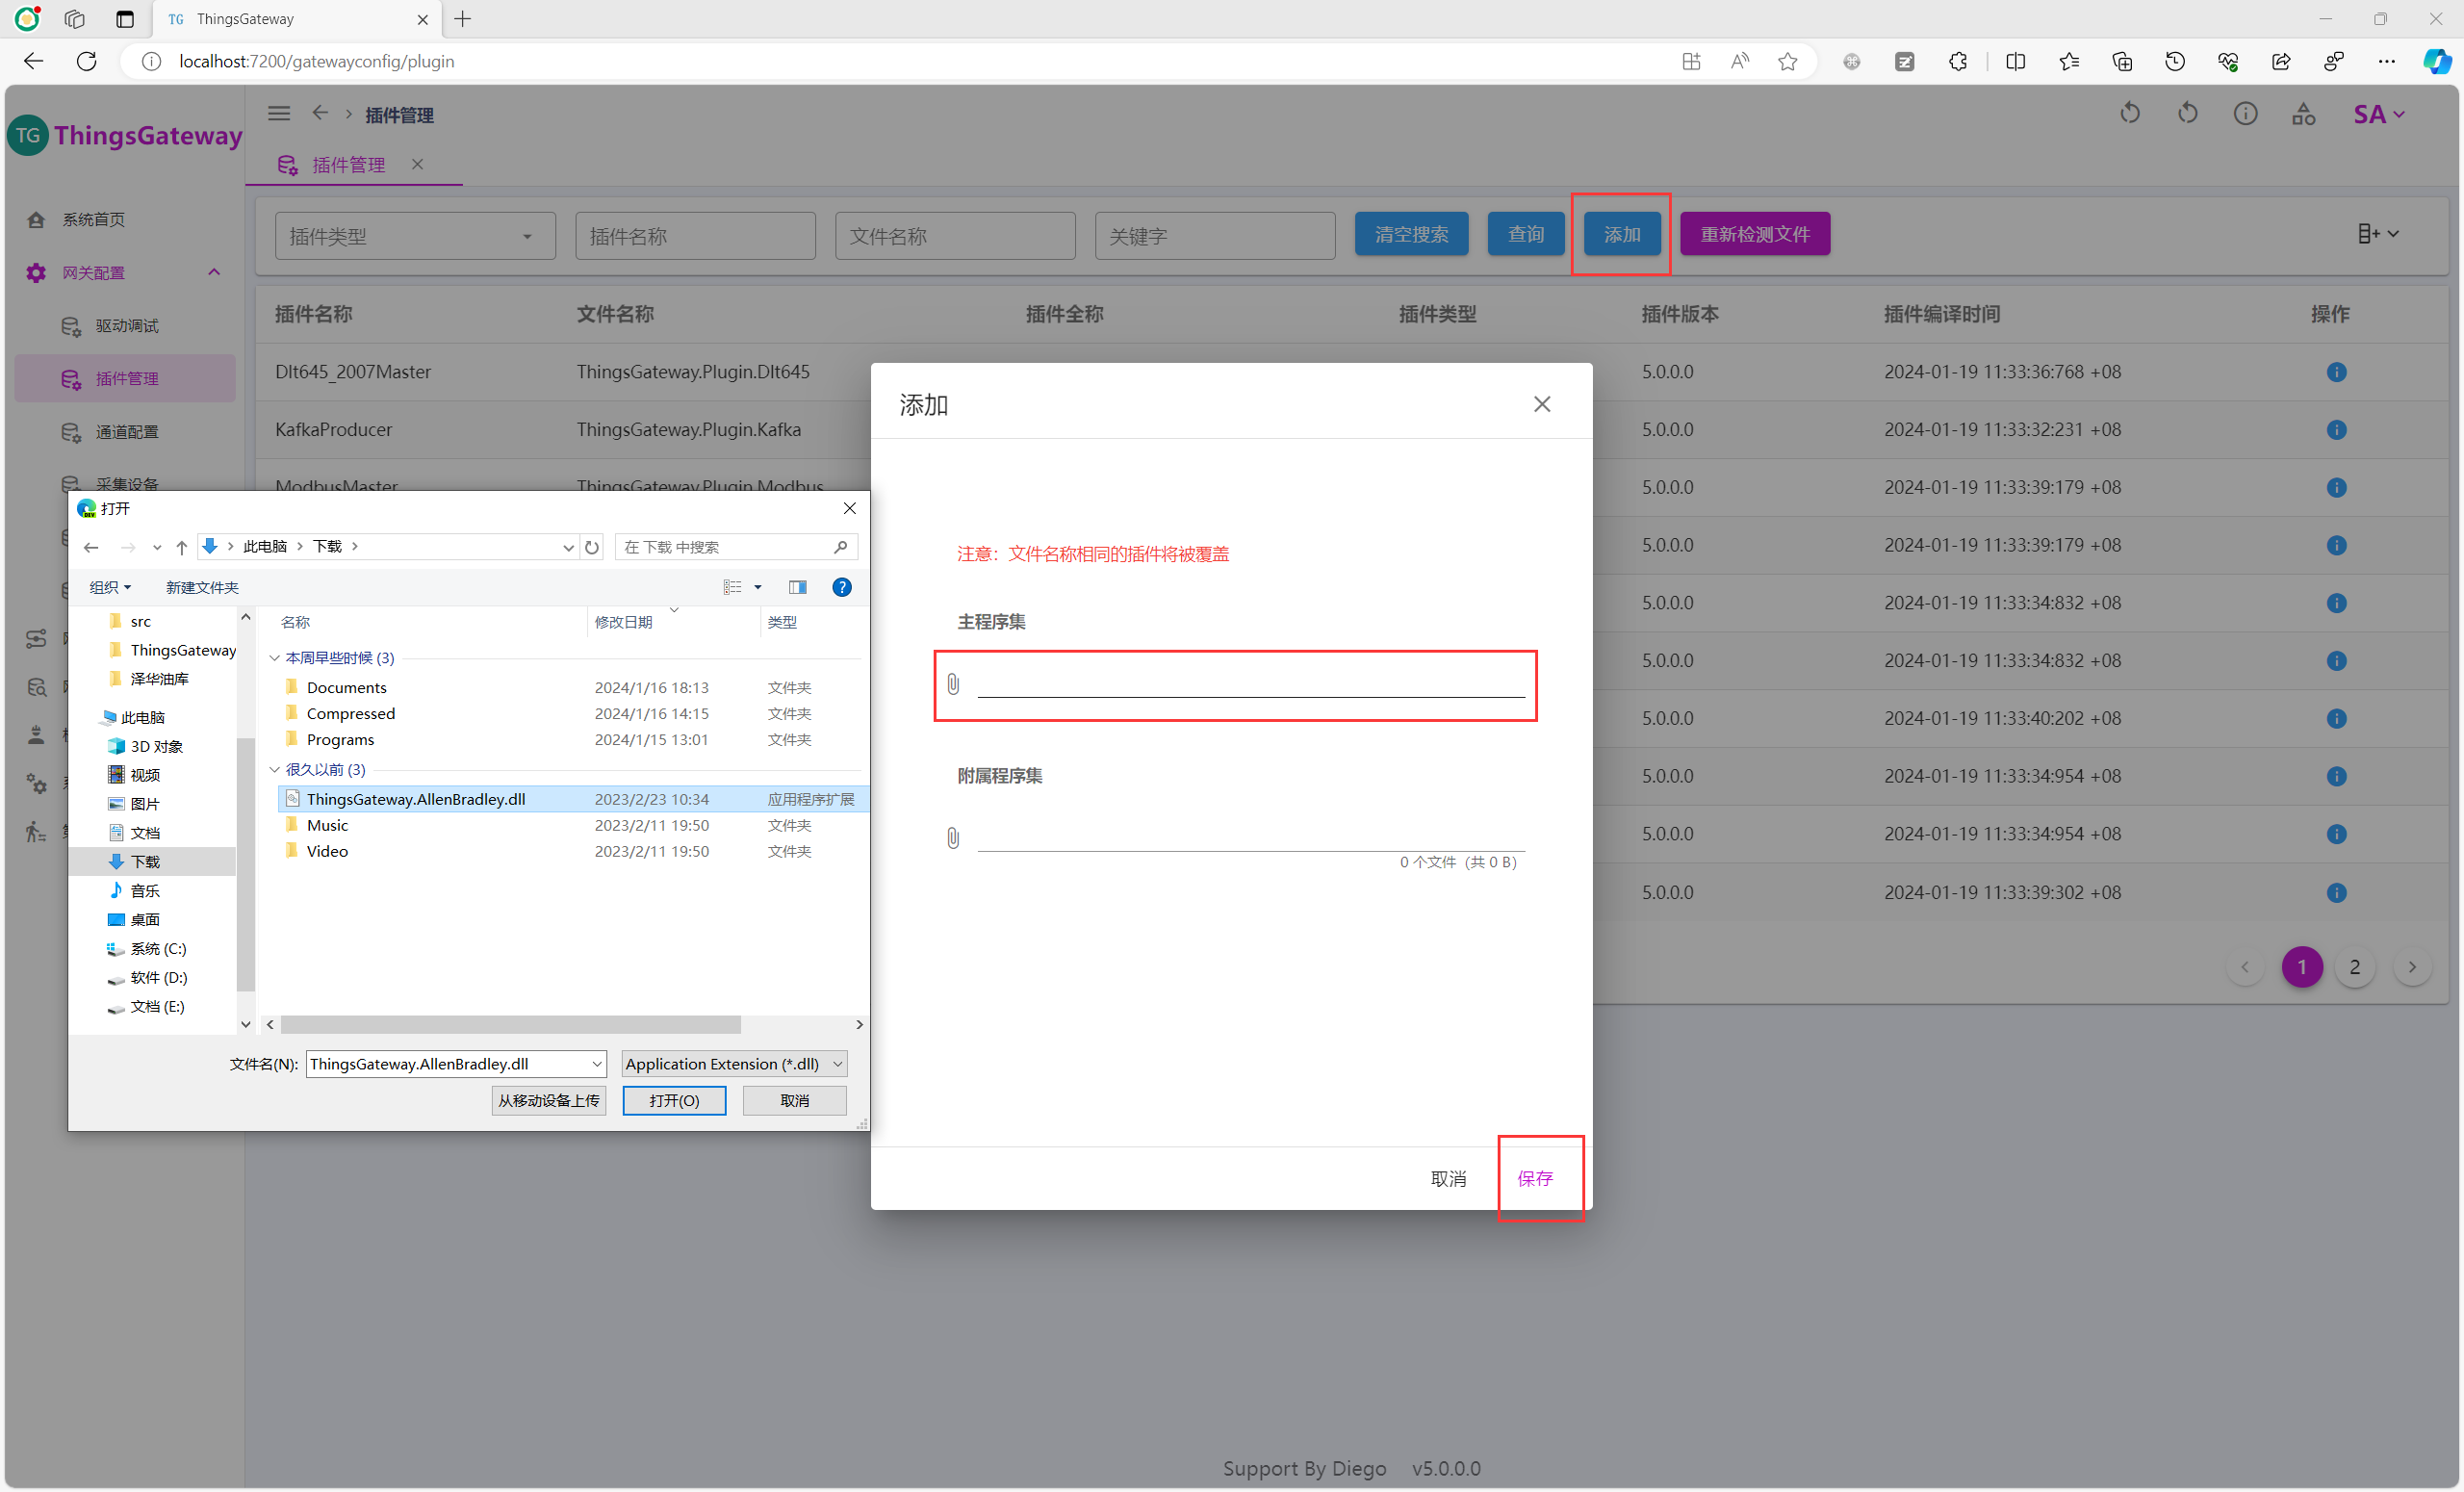 TG ThingsGateway
localhost:7200/gatewayconfig/plugin
TG ThingsGateway
插件管理
SA
插件管理
系统首页
网关配置
驱动调试
插件管理
通道配置
采集设备
插件类型
插件名称
文件名称
关键字
清空搜索
查询
添加
重新检测文件
插件名称 文件名称 插件全称 插件类型 插件版本 插件编译时间 操作
Dlt645_2007Master ThingsGateway.Plugin.Dlt645 5.0.0.0 2024-01-19 11:33:36:768 +08
KafkaProducer ThingsGateway.Plugin.Kafka 5.0.0.0 2024-01-19 11:33:32:231 +08
ModbusMaster ThingsGateway.Plugin.Modbus 5.0.0.0 2024-01-19 11:33:39:179 +08
5.0.0.0 2024-01-19 11:33:39:179 +08
5.0.0.0 2024-01-19 11:33:34:832 +08
5.0.0.0 2024-01-19 11:33:34:832 +08
5.0.0.0 2024-01-19 11:33:40:202 +08
5.0.0.0 2024-01-19 11:33:34:954 +08
5.0.0.0 2024-01-19 11:33:34:954 +08
5.0.0.0 2024-01-19 11:33:39:302 +08
1 2
添加
注意：文件名称相同的插件将被覆盖
主程序集
附属程序集
0 个文件（共 0 B）
取消
保存
打开
此电脑 下载
在 下载 中搜索
组织 新建文件夹
src
ThingsGateway
泽华油库
此电脑
3D 对象
视频
图片
文档
下载
音乐
桌面
系统 (C:)
软件 (D:)
文档 (E:)
名称 修改日期 类型
本周早些时候 (3)
Documents 2024/1/16 18:13 文件夹
Compressed 2024/1/16 14:15 文件夹
Programs 2024/1/15 13:01 文件夹
很久以前 (3)
ThingsGateway.AllenBradley.dll 2023/2/23 10:34 应用程序扩展
Music 2023/2/11 19:50 文件夹
Video 2023/2/11 19:50 文件夹
文件名(N): ThingsGateway.AllenBradley.dll Application Extension (*.dll)
从移动设备上传 打开(O) 取消
Support By Diego v5.0.0.0